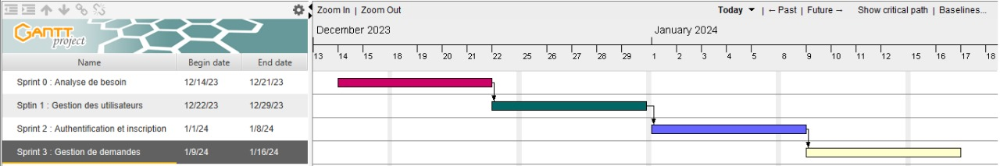 Zoom In | Zoom Out
Today | ←Past | Future→ Show critical path | Baselines...
GANTT
project
December 2023
January 2024
Name Begin date End date
13 14 15 18 19 20 21 22 25 26 27 28 29 1 2 3 4 5 8 9 10 11 12 15 16 17 18
Sprint 0 : Analyse de besoin 12/14/23 12/21/23
Sptin 1 : Gestion des utilisateurs 12/22/23 12/29/23
Sprint 2 : Authentification et inscription 1/1/24 1/8/24
Sprint 3 : Gestion de demandes 1/9/24 1/16/24